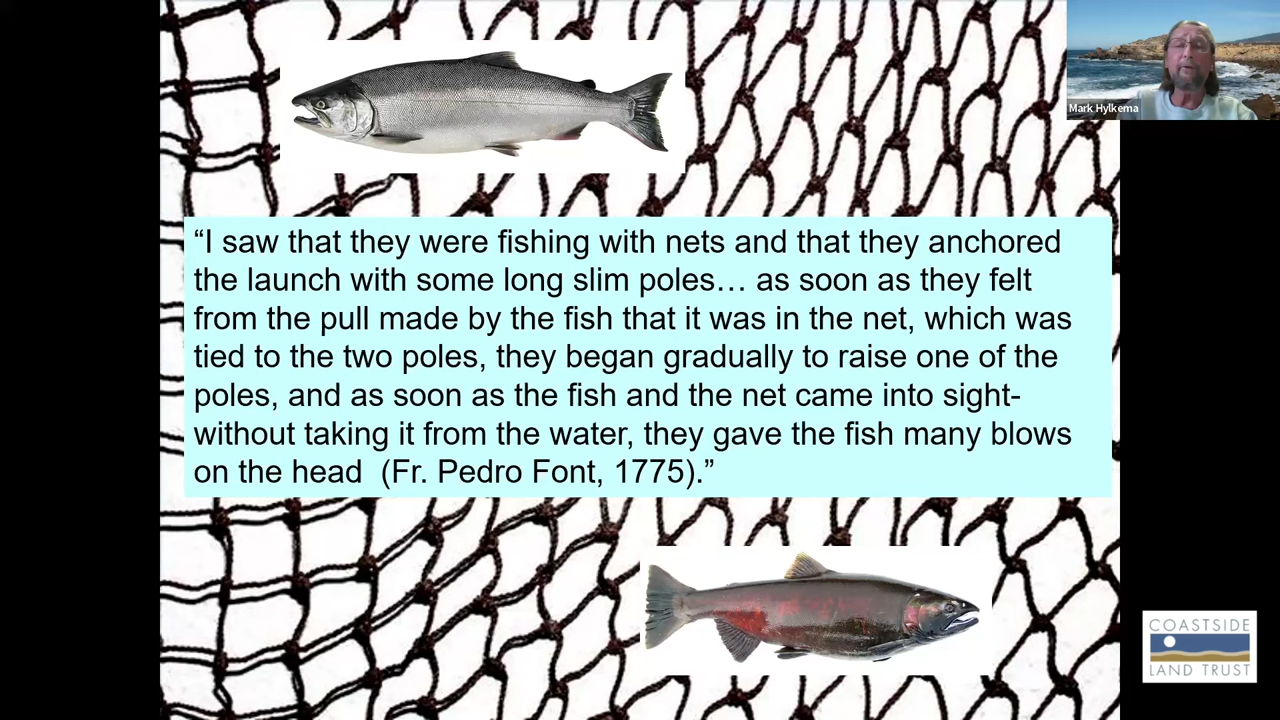 Mark Hylkema
“I saw that they were fishing with nets and that they anchored
the launch with some long slim poles… as soon as they felt
from the pull made by the fish that it was in the net, which was
tied to the two poles, they began gradually to raise one of the
poles, and as soon as the fish and the net came into sight-
without taking it from the water, they gave the fish many blows
on the head  (Fr. Pedro Font, 1775).”
COASTSIDE
LAND TRUST